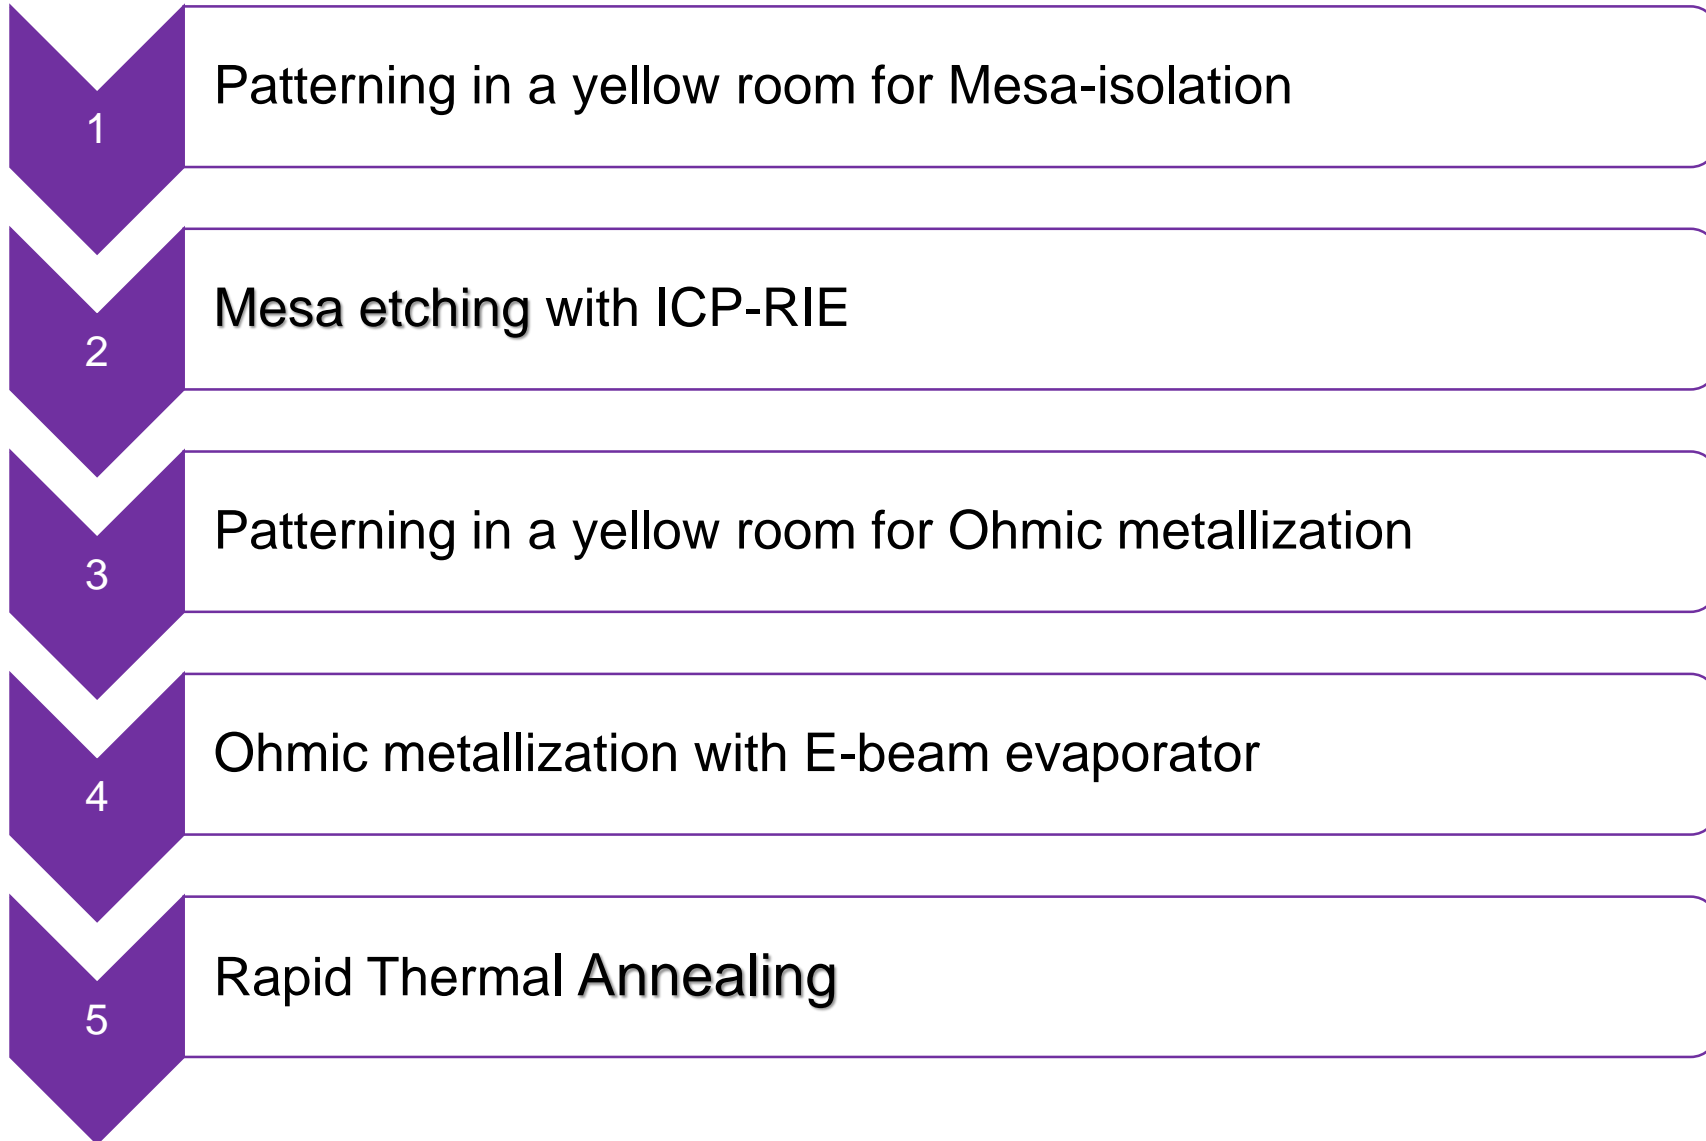 1
Patterning in a yellow room for Mesa-isolation
2
Mesa etching with ICP-RIE
3
Patterning in a yellow room for Ohmic metallization
4
Ohmic metallization with E-beam evaporator
5
Rapid Thermal Annealing